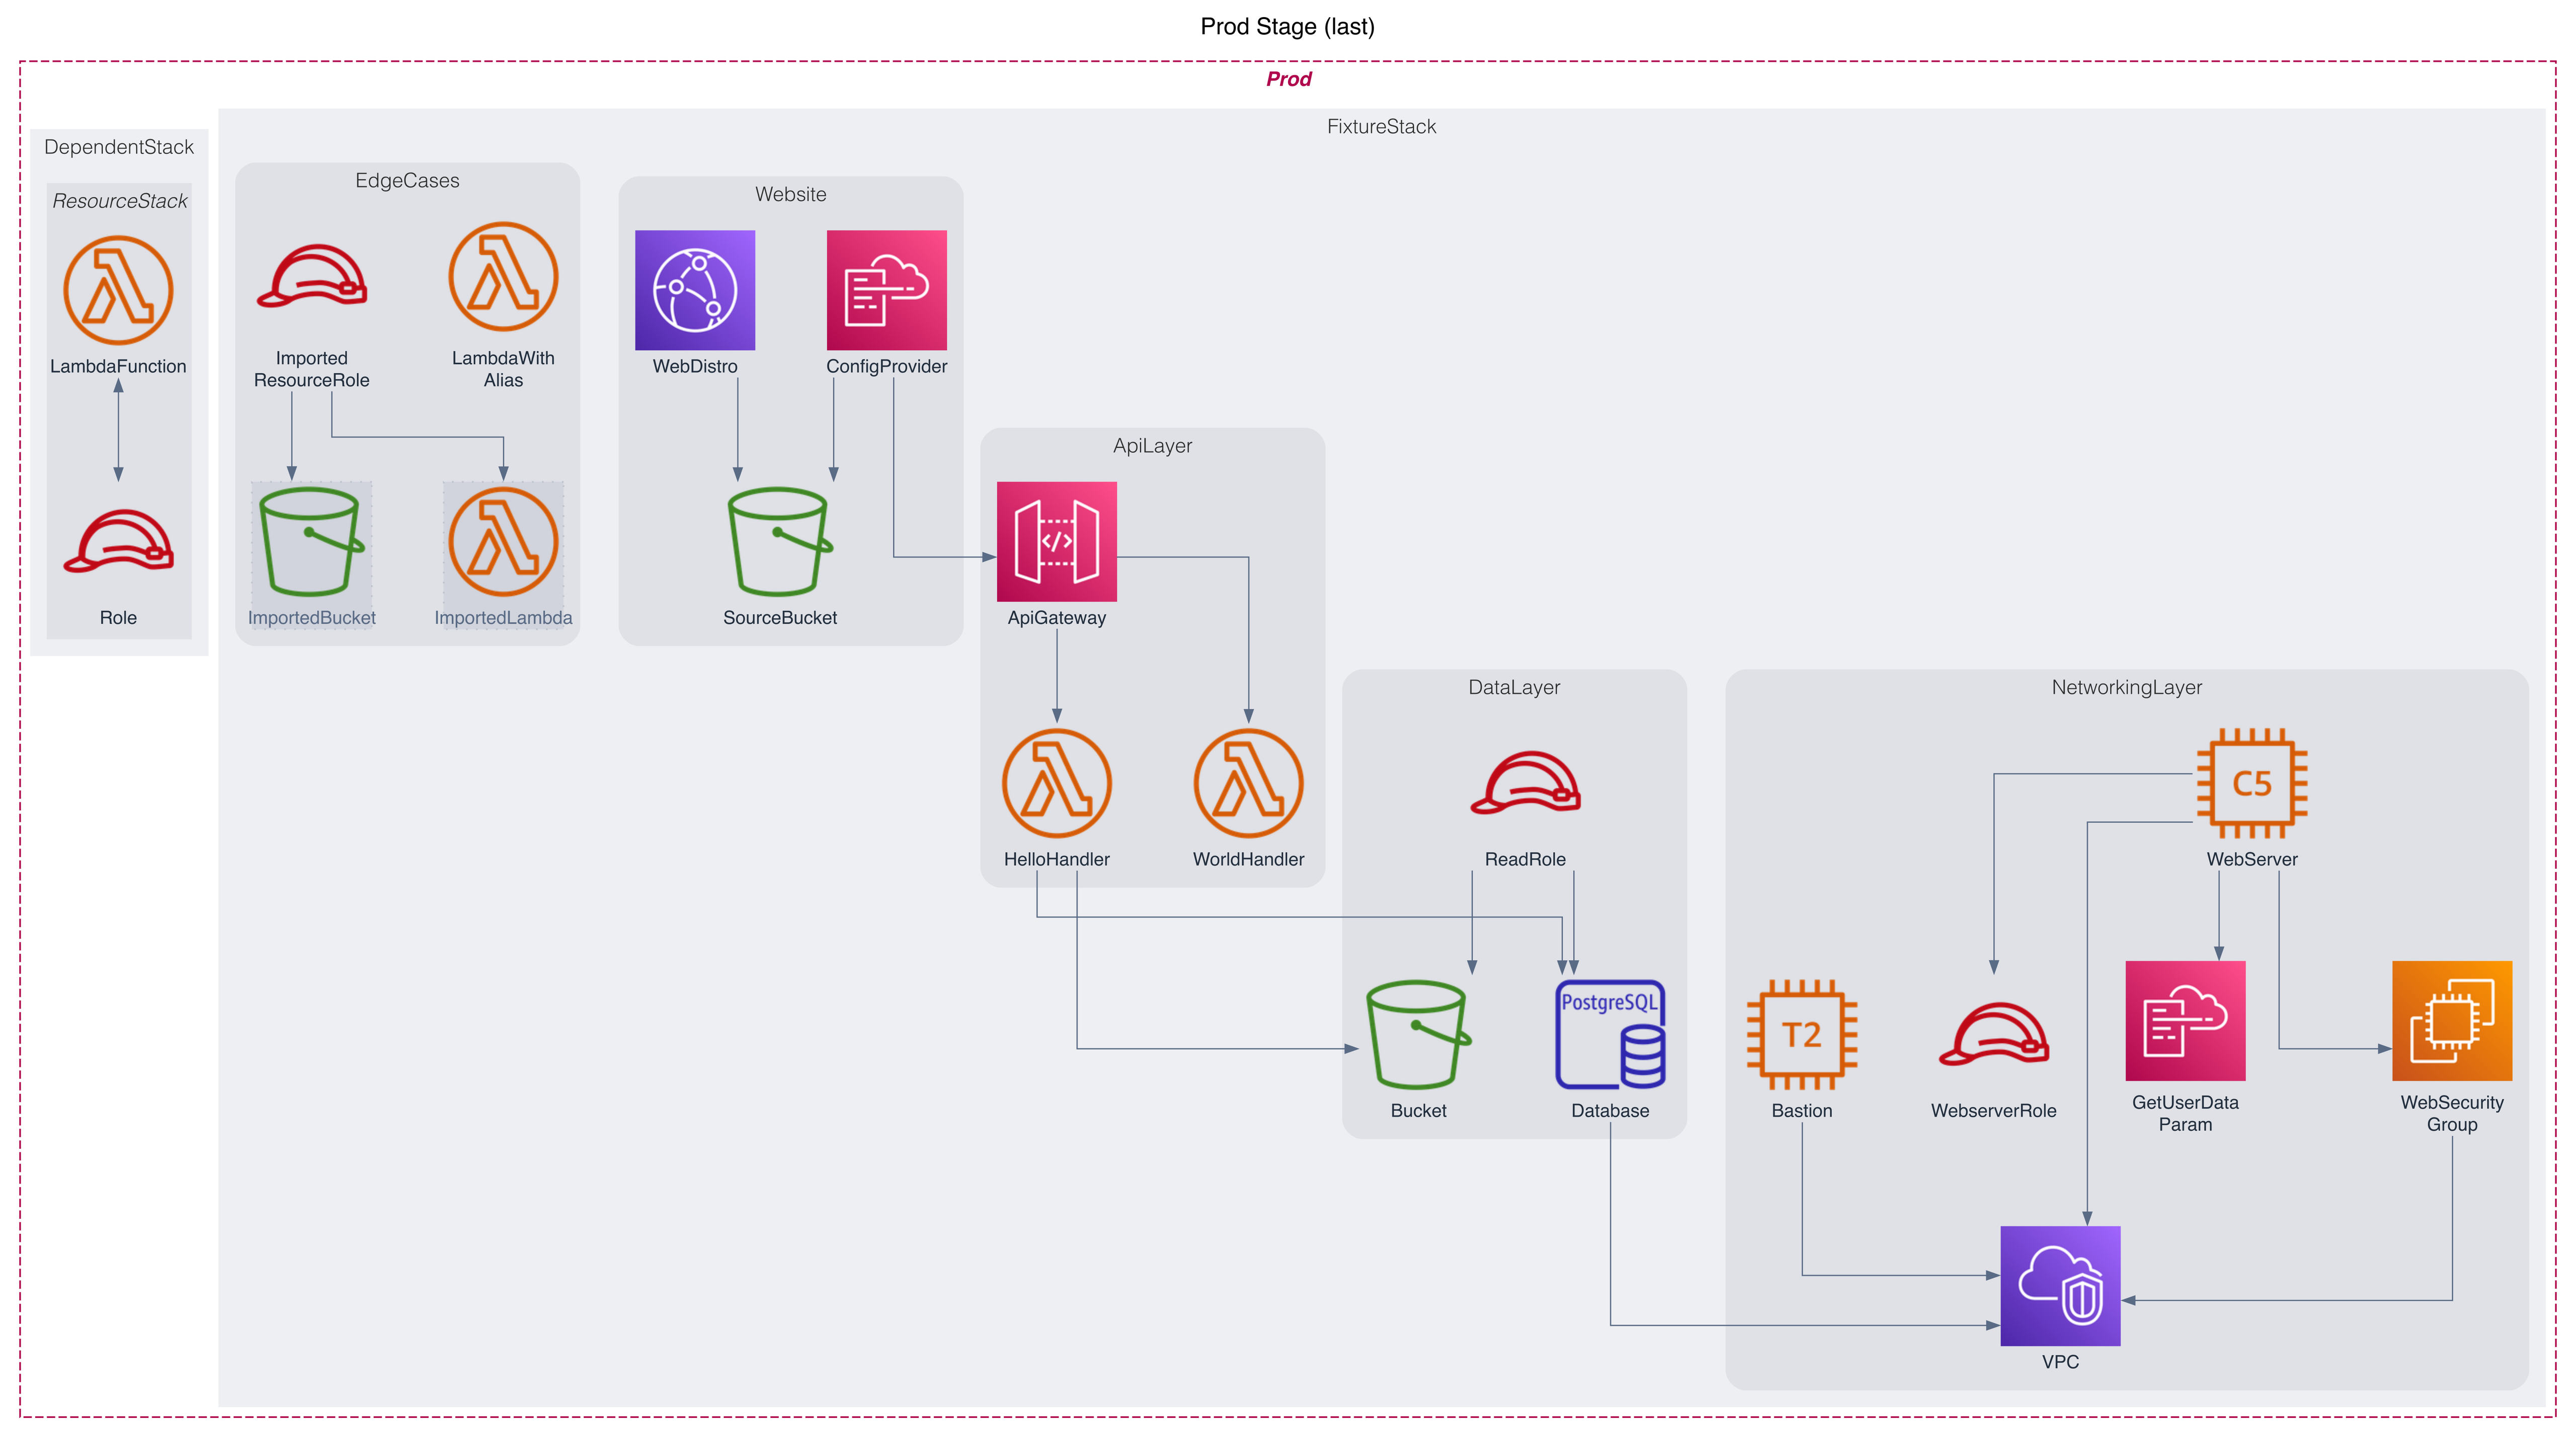 Prod Stage (last)
Prod
DependentStack
ResourceStack
LambdaFunction
Role
FixtureStack
EdgeCases
Imported
ResourceRole
LambdaWith
Alias
ImportedBucket
ImportedLambda
Website
WebDistro
ConfigProvider
SourceBucket
ApiLayer
</>
ApiGateway
HelloHandler
WorldHandler
DataLayer
ReadRole
Bucket
PostgreSQL
Database
NetworkingLayer
C5
WebServer
T2
Bastion
WebserverRole
GetUserData
Param
WebSecurity
Group
VPC